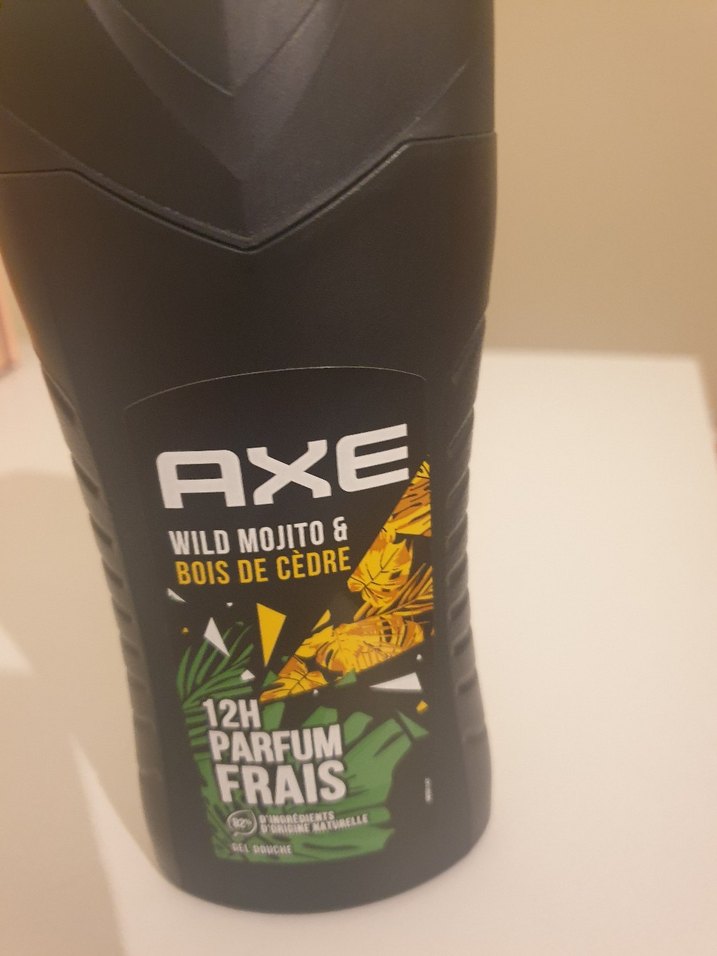 AXE
WILD MOJITO &
BOIS DE CÈDRE
12H
PARFUM
FRAIS
92% D'INGRÉDIENTS
D'ORIGINE NATURELLE
GEL DOUCHE